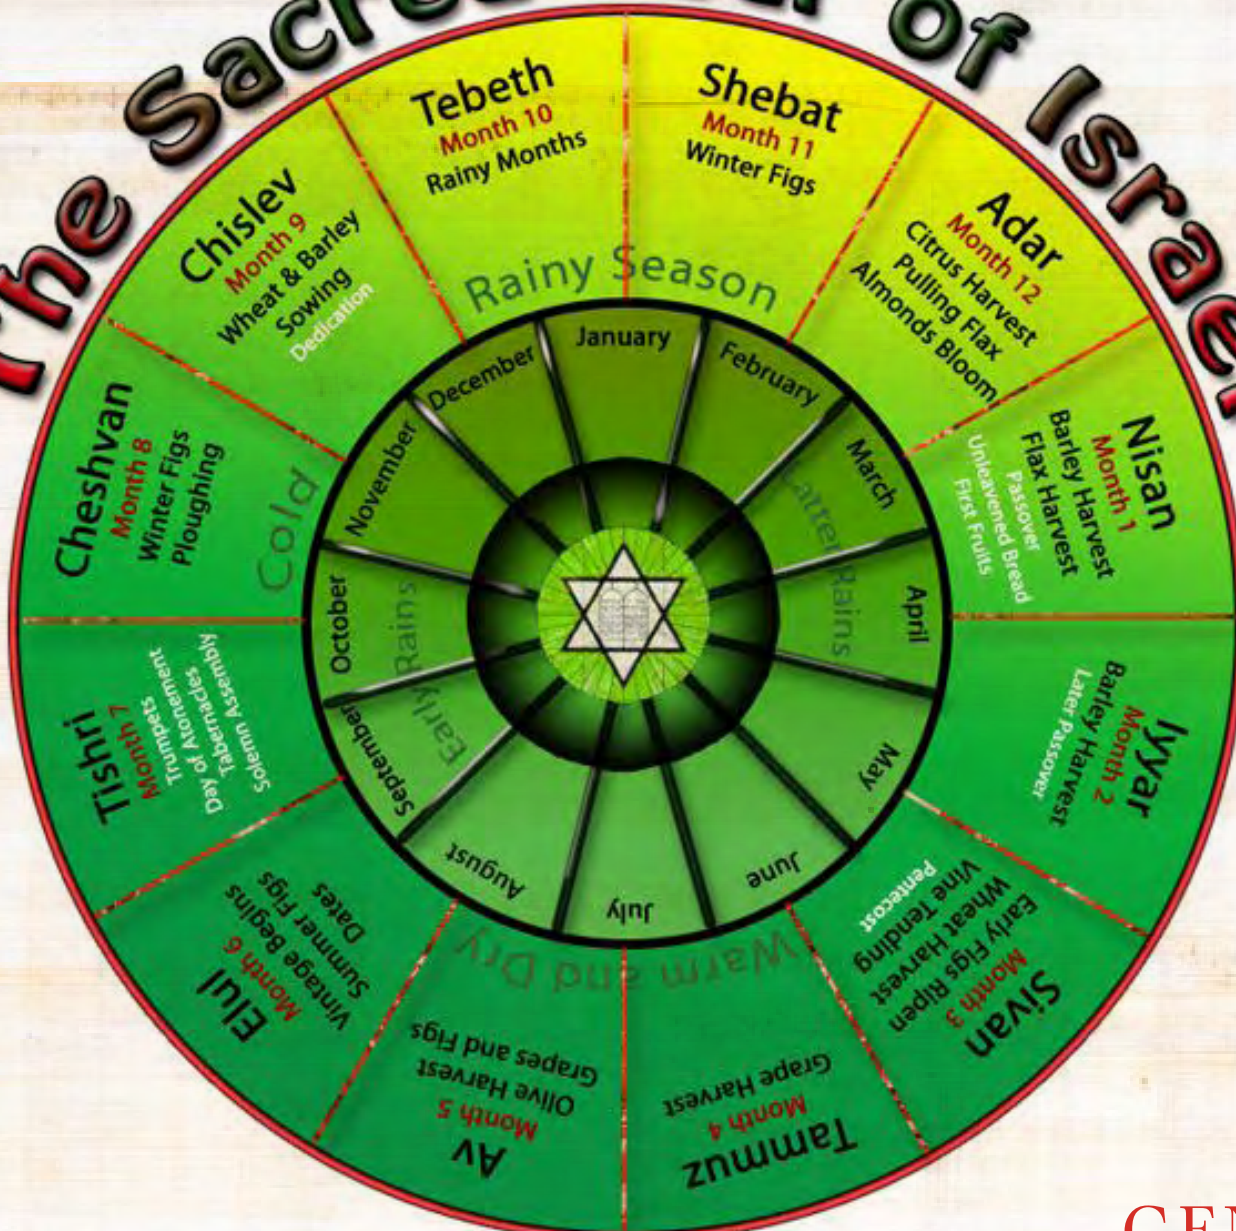 The Sacred
of Israel
Tebeth
Month 10
Rainy Months
Shebat
Month 11
Winter Figs
Adar
Month 12
Citrus Harvest
Pulling Flax
Almonds Bloom
Nisan
Month 1
Barley Harvest
Flax Harvest
Passover
Unleavened Bread
First Fruits
Iyyar
Month 2
Barley Harvest
Later Passover
Sivan
Month 3
Early Figs Ripen
Wheat Harvest
Vine Tending
Pentecost
Tammuz
Month 4
Grape Harvest
Av
Month 5
Olive Harvest
Grapes and Figs
Elul
Month 6
Vintage Begins
Summer Figs
Dates
Tishri
Month 7
Trumpets
Day of Atonement
Tabernacles
Solemn Assembly
Cheshvan
Month 8
Winter Figs
Ploughing
Chislev
Month 9
Wheat & Barley
Sowing
Dedication
Rainy Season
Warm and Dry
Cold
January
February
March
April
May
June
July
August
September
October
November
December
Latter Rains
Early Rains